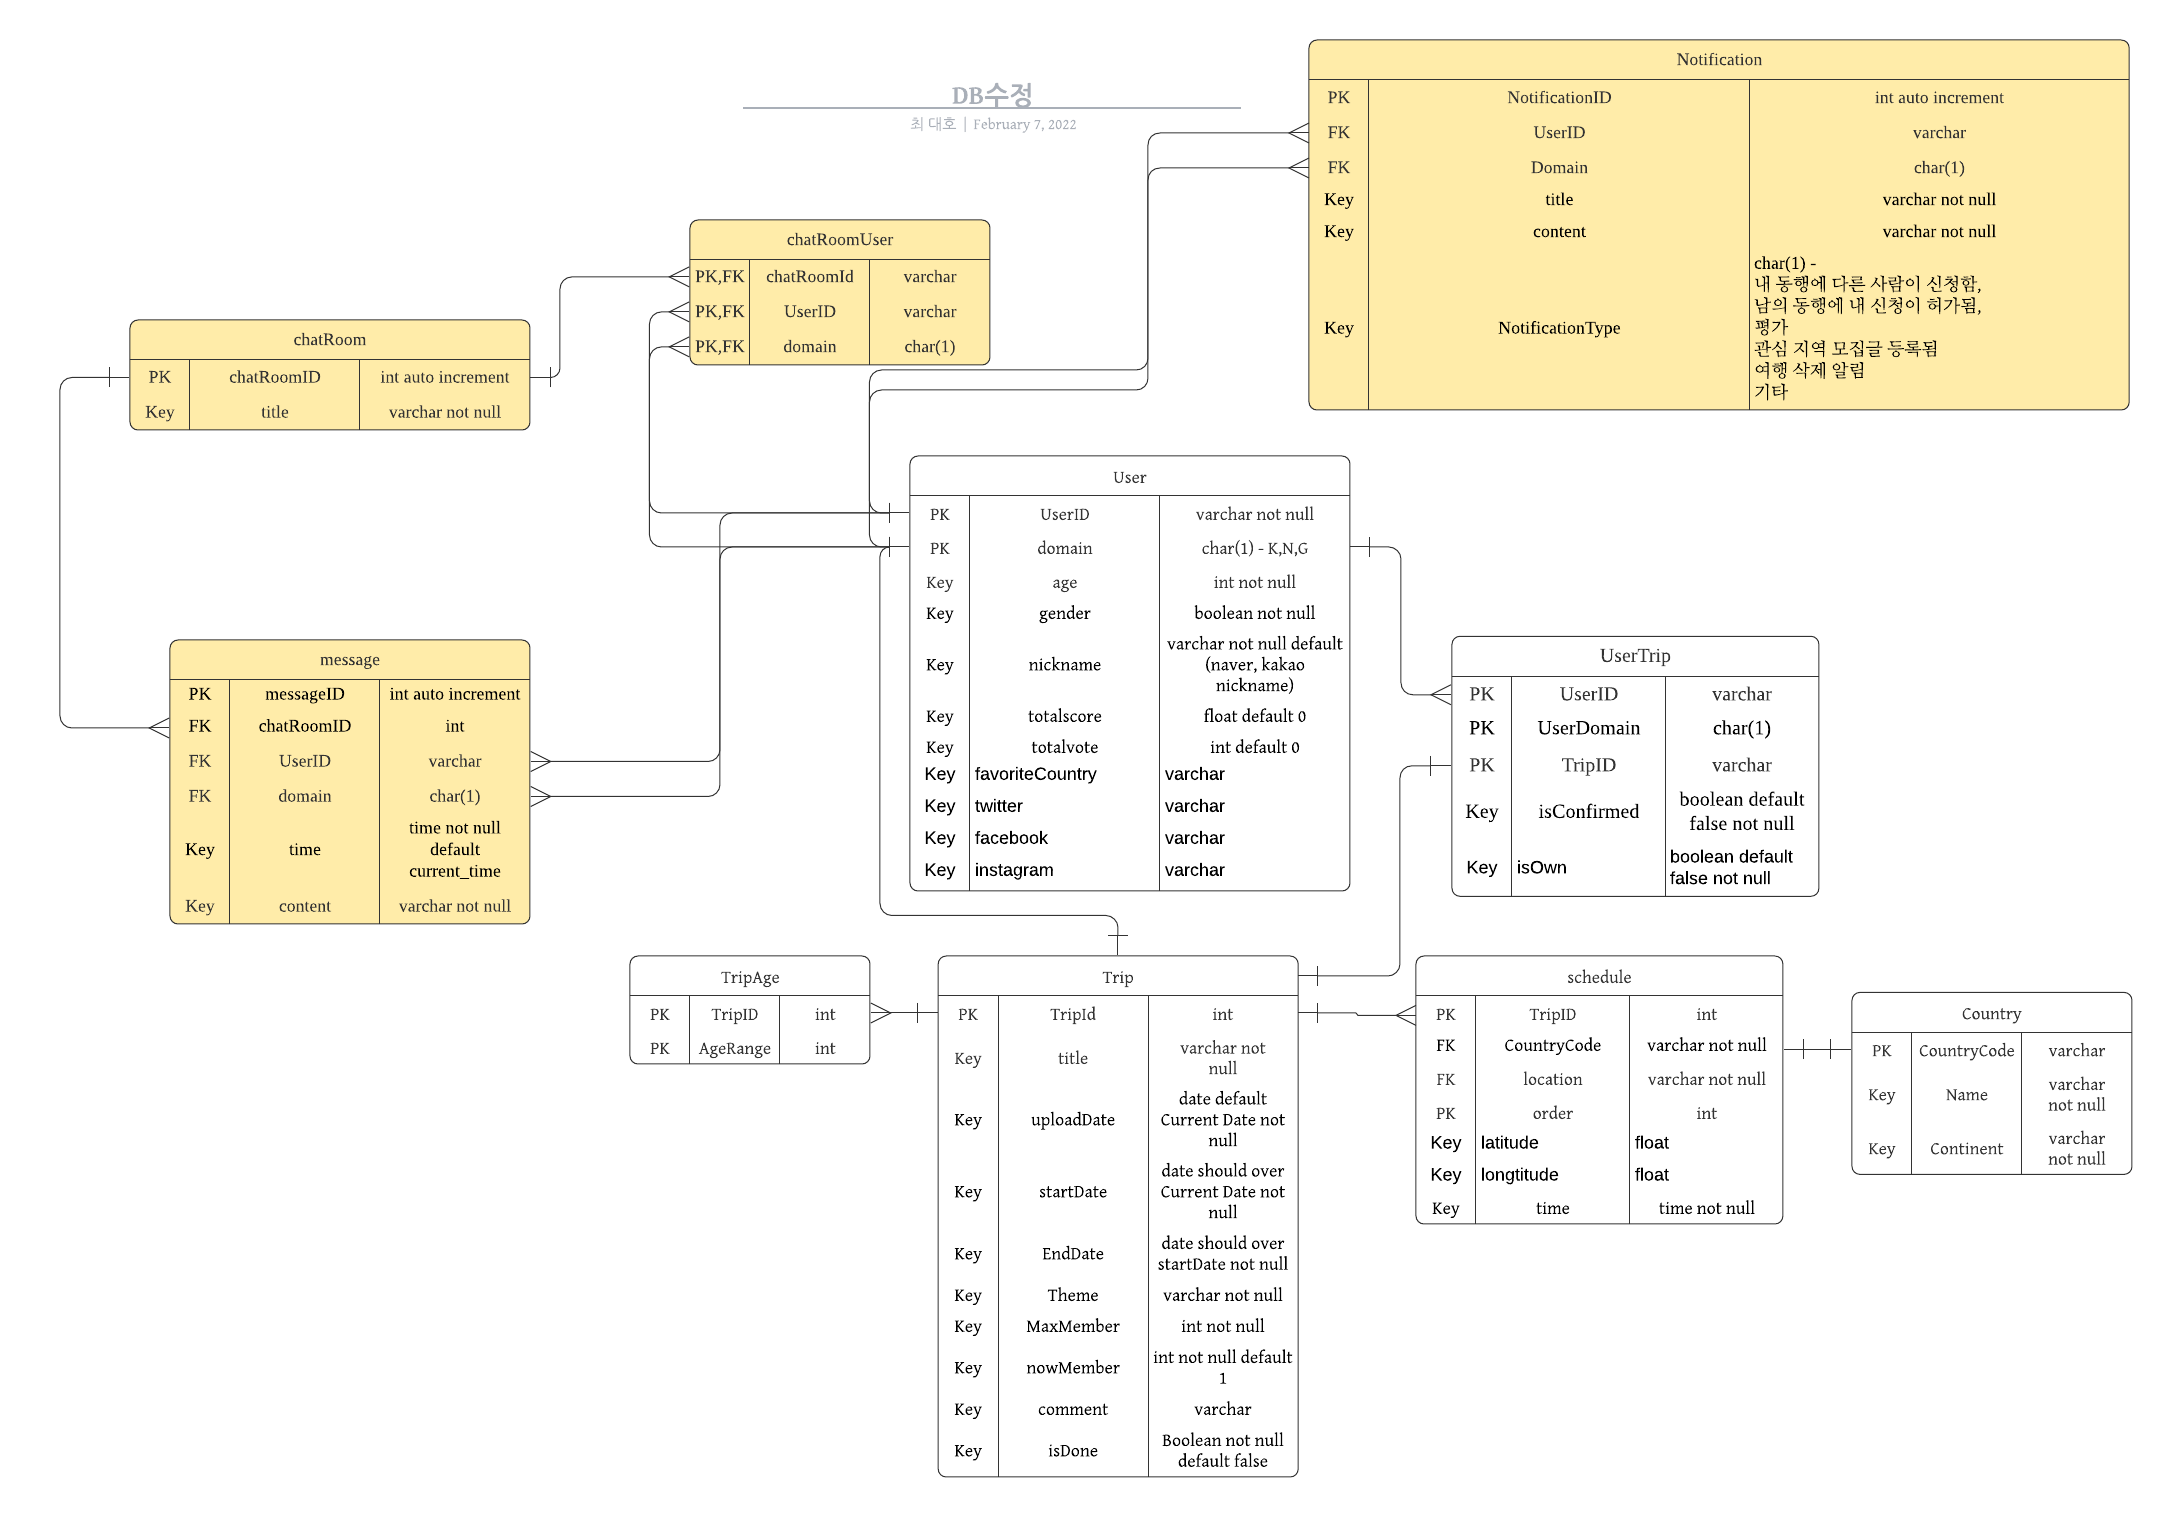 DB수정
최 대호 | February 7, 2022
Notification
PK NotificationID int auto increment
FK UserID varchar
FK Domain char(1)
Key title varchar not null
Key content varchar not null
Key NotificationType
char(1) -
내 동행에 다른 사람이 신청함,
남의 동행에 내 신청이 허가됨,
평가
관심 지역 모집글 등록됨
여행 삭제 알림
기타
chatRoomUser
PK,FK chatRoomId varchar
PK,FK UserID varchar
PK,FK domain char(1)
chatRoom
PK chatRoomID int auto increment
Key title varchar not null
User
PK UserID varchar not null
PK domain char(1) - K,N,G
Key age int not null
Key gender boolean not null
Key nickname
varchar not null default
(naver, kakao
nickname)
Key totalscore float default 0
Key totalvote int default 0
Key favoriteCountry varchar
Key twitter varchar
Key facebook varchar
Key instagram varchar
message
PK messageID int auto increment
FK chatRoomID int
FK UserID varchar
FK domain char(1)
Key time
time not null
default
current_time
Key content varchar not null
UserTrip
PK UserID varchar
PK UserDomain char(1)
PK TripID varchar
Key isConfirmed
boolean default
false not null
Key isOwn
boolean default
false not null
TripAge
PK TripID int
PK AgeRange int
Trip
PK TripId int
Key title
varchar not
null
Key uploadDate
date default
Current Date not
null
Key startDate
date should over
Current Date not
null
Key EndDate
date should over
startDate not null
Key Theme varchar not null
Key MaxMember int not null
Key nowMember
int not null default
1
Key comment varchar
Key isDone
Boolean not null
default false
schedule
PK TripID int
FK CountryCode varchar not null
FK location varchar not null
PK order int
Key latitude float
Key longtitude float
Key time time not null
Country
PK CountryCode varchar
Key Name
varchar
not null
Key Continent
varchar
not null